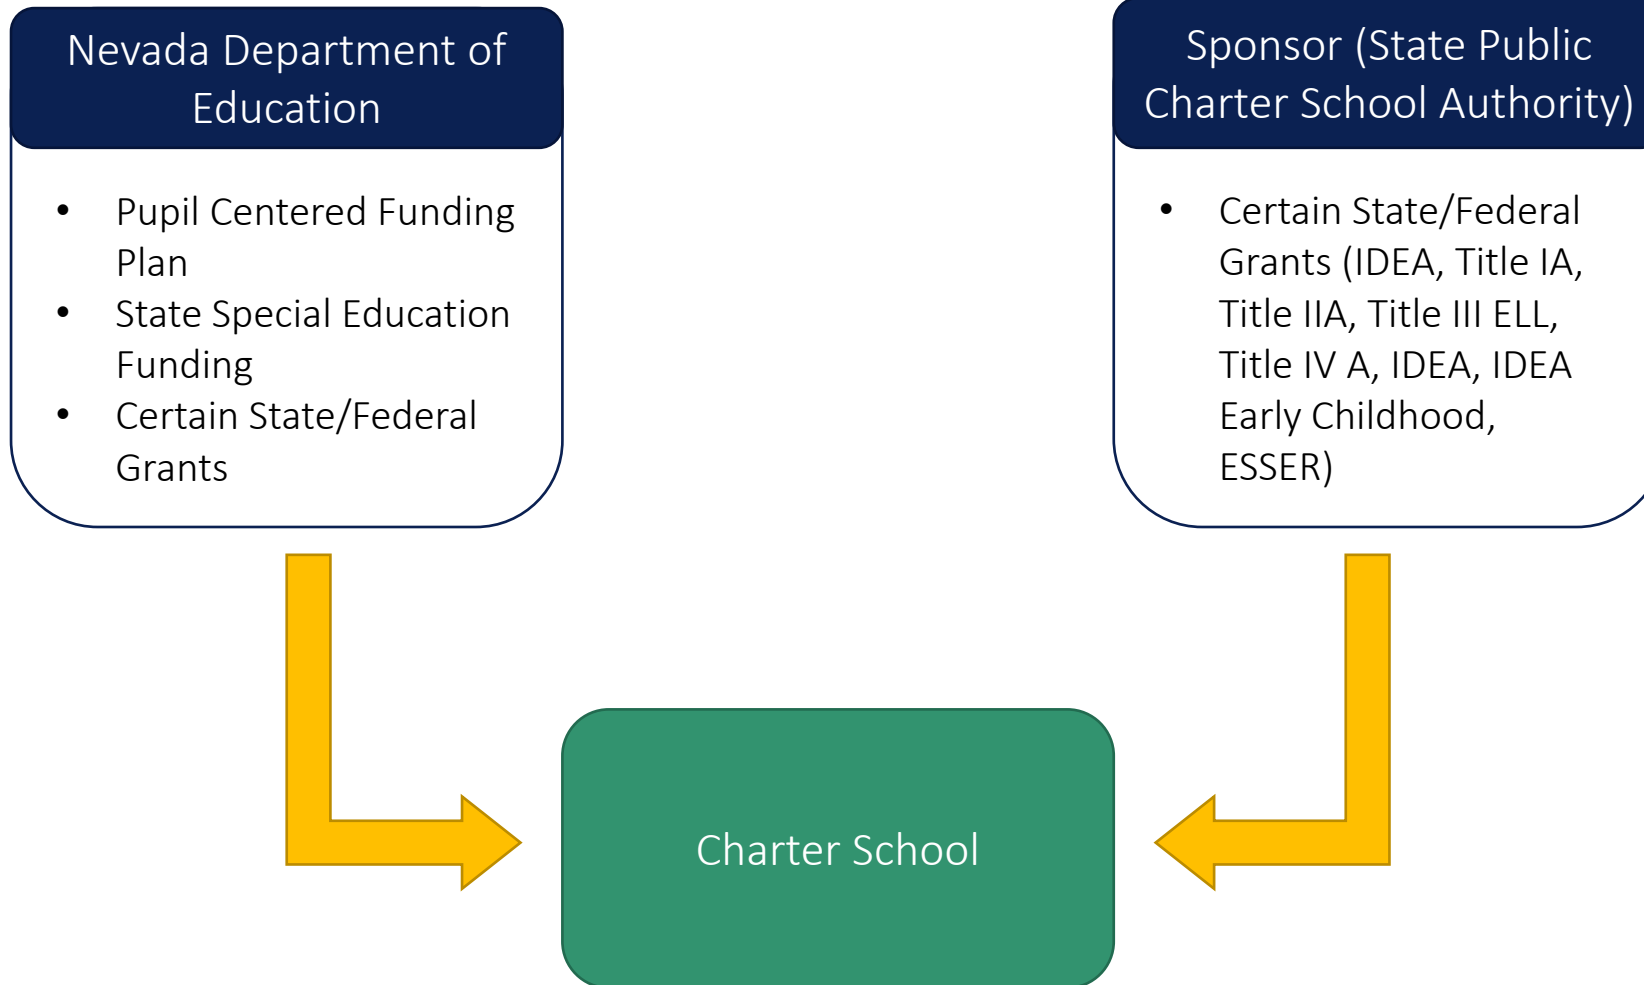 Nevada Department of
Education
• Pupil Centered Funding
Plan
• State Special Education
Funding
• Certain State/Federal
Grants
Sponsor (State Public
Charter School Authority)
• Certain State/Federal
Grants (IDEA, Title IA,
Title IIA, Title III ELL,
Title IV A, IDEA, IDEA
Early Childhood,
ESSER)
Charter School